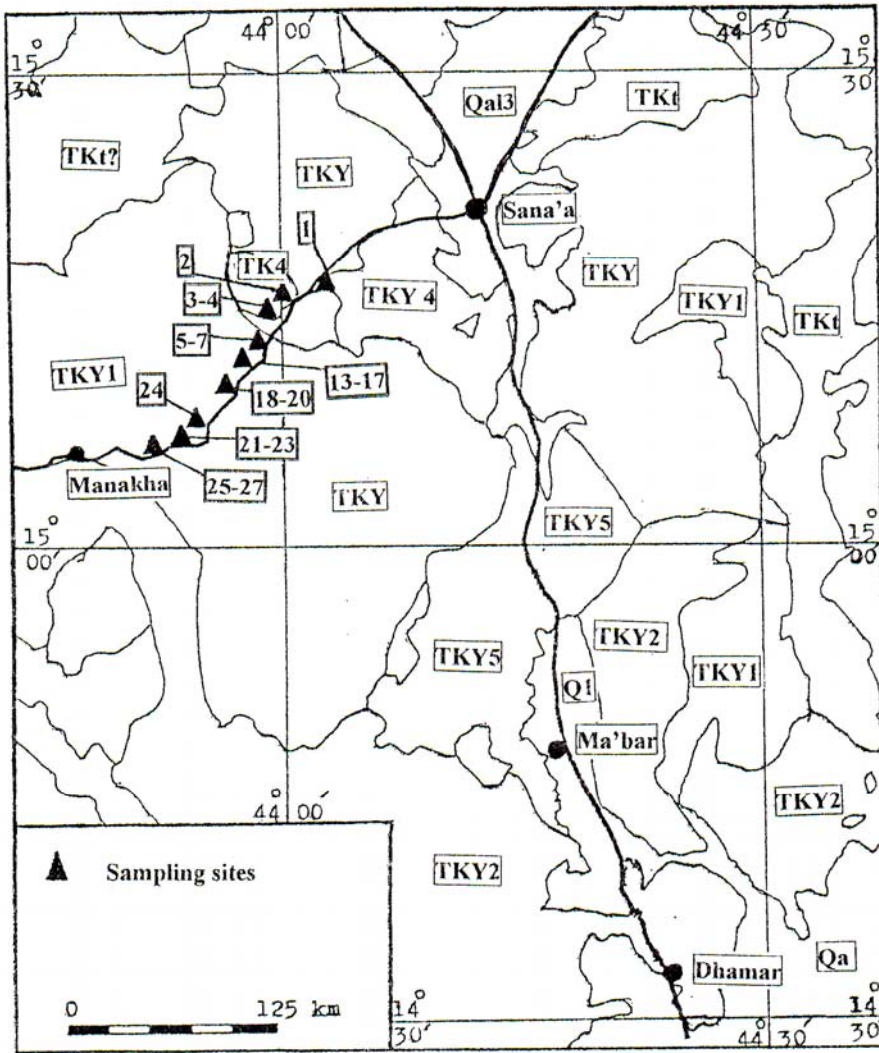 44° 00′
44° 30′
15° 30′
15° 30′
Qal3
TKt
TKt?
TKY
Sana'a
1
2
TK4
TKY
3-4
TKY 4
TKY1
TKt
5-7
TKY1
13-17
24
18-20
21-23
Manakha
25-27
TKY
TKY5
15° 00′
15° 00′
TKY5
TKY2
TKY1
Q1
Ma'bar
44° 00′
TKY2
Sampling sites
TKY2
Dhamar
Qa
0 125 km
14° 30′
44° 30′
14° 30′